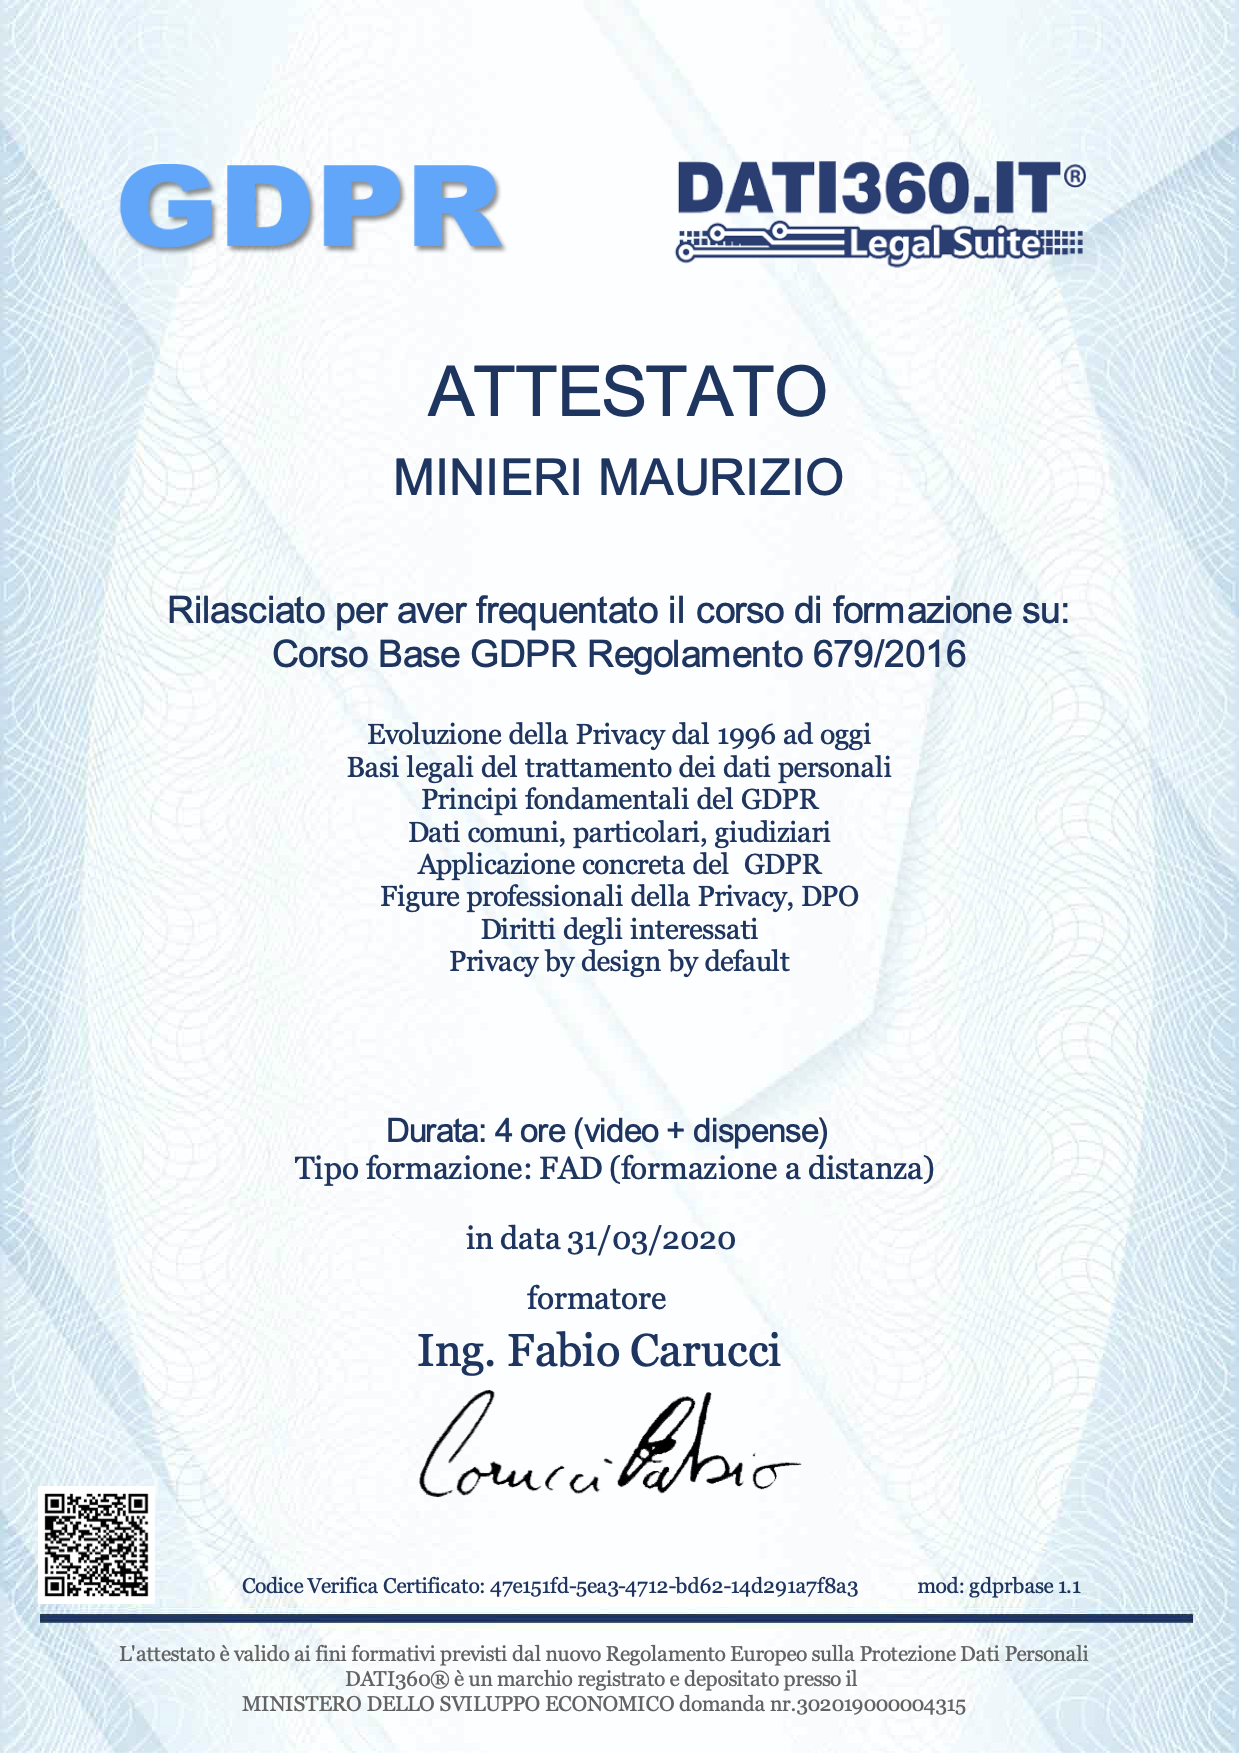 GDPR
DATI360.IT®
Legal Suite
ATTESTATO
MINIERI MAURIZIO
Rilasciato per aver frequentato il corso di formazione su:
Corso Base GDPR Regolamento 679/2016
Evoluzione della Privacy dal 1996 ad oggi
Basi legali del trattamento dei dati personali
Principi fondamentali del GDPR
Dati comuni, particolari, giudiziari
Applicazione concreta del  GDPR
Figure professionali della Privacy, DPO
Diritti degli interessati
Privacy by design by default
Durata: 4 ore (video + dispense)
Tipo formazione: FAD (formazione a distanza)
in data 31/03/2020
formatore
Ing. Fabio Carucci
Carucci Fabio
Codice Verifica Certificato: 47e151fd-5ea3-4712-bd62-14d291a7f8a3 mod: gdprbase 1.1
L'attestato è valido ai fini formativi previsti dal nuovo Regolamento Europeo sulla Protezione Dati Personali
DATI360® è un marchio registrato e depositato presso il
MINISTERO DELLO SVILUPPO ECONOMICO domanda nr.302019000004315